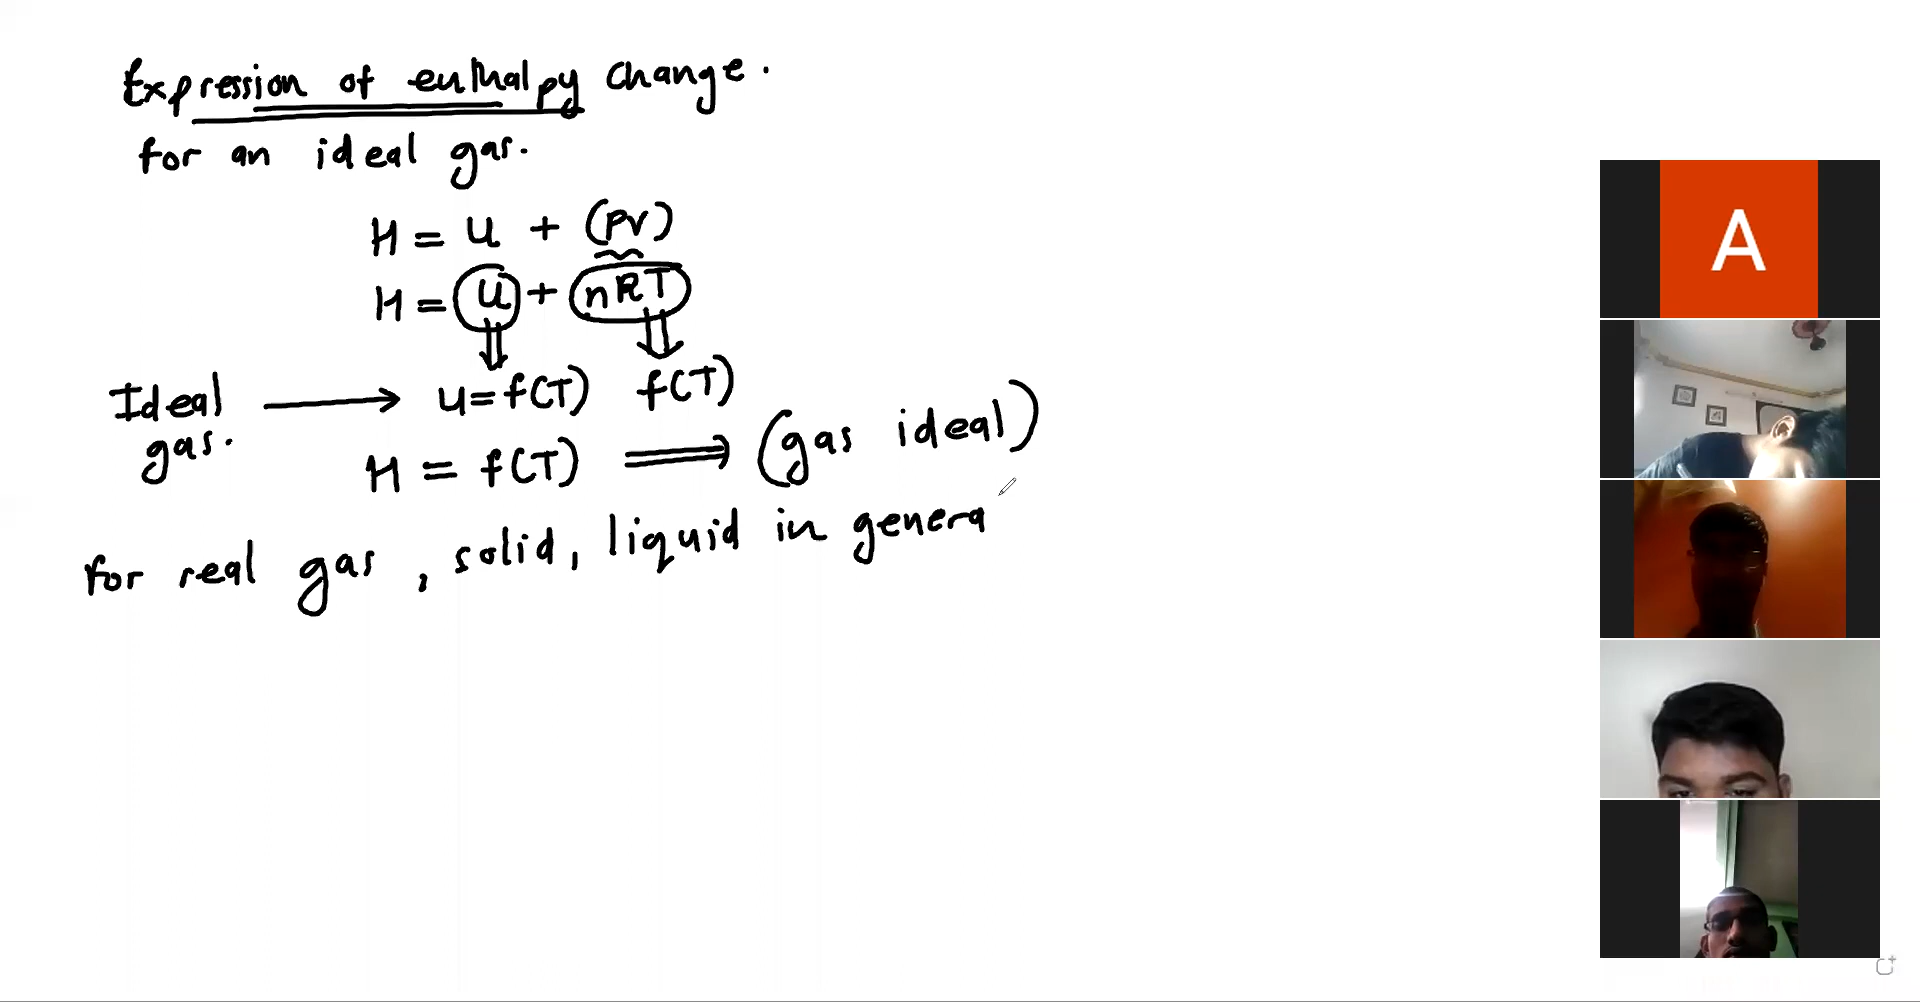 Expression of enthalpy change.
for an ideal gas.
H = U + (PV)
H = U + nRT
Ideal gas. → U = f(T) f(T)
H = f(T) ⟹ (gas ideal)
for real gas, solid, liquid in genera
A